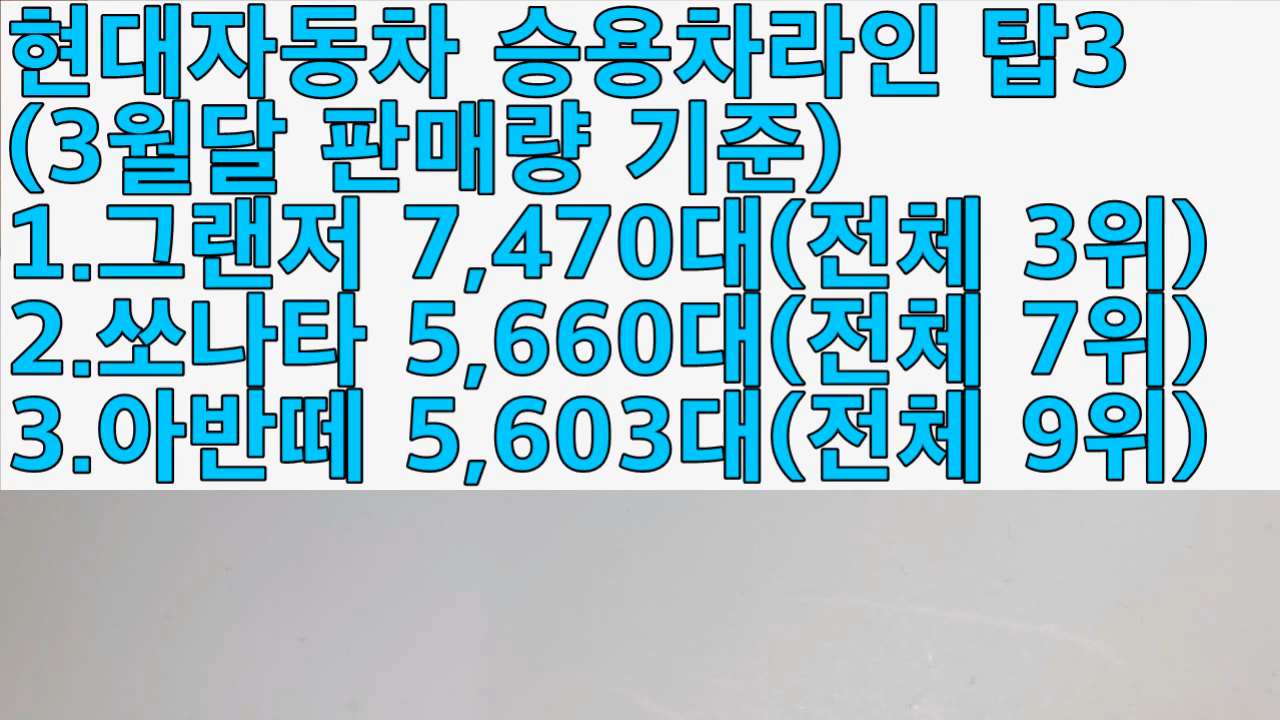 현대자동차 승용차라인 탑3
(3월달 판매량 기준)
1.그랜저 7,470대(전체 3위)
2.쏘나타 5,660대(전체 7위)
3.아반떼 5,603대(전체 9위)